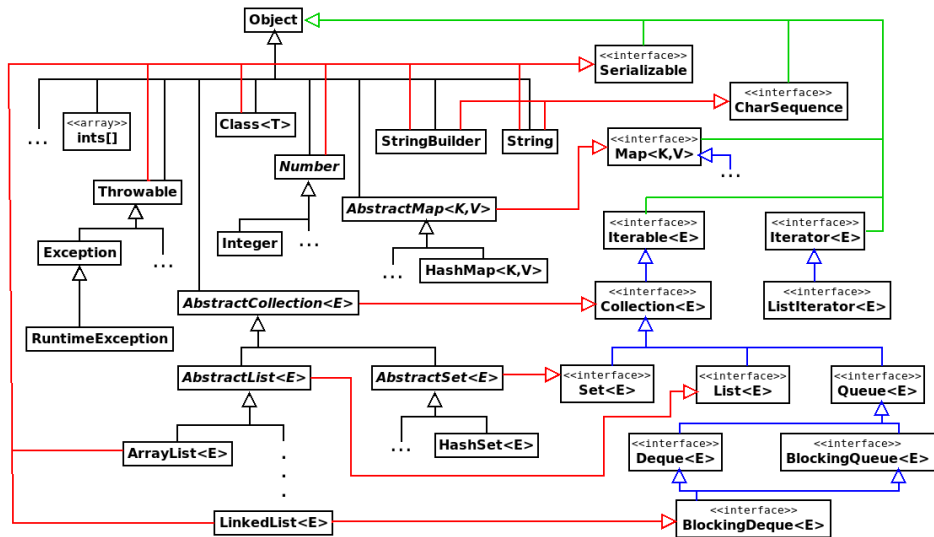 Object
<<interface>>
Serializable
<<interface>>
CharSequence
<<array>>
ints[]
...
Class<T>
StringBuilder
String
<<interface>>
Map<K,V>
...
Number
Throwable
AbstractMap<K,V>
Exception
...
Integer
...
...
HashMap<K,V>
<<interface>>
Iterable<E>
<<interface>>
Iterator<E>
RuntimeException
AbstractCollection<E>
<<interface>>
Collection<E>
<<interface>>
ListIterator<E>
AbstractList<E>
AbstractSet<E>
<<interface>>
Set<E>
<<interface>>
List<E>
<<interface>>
Queue<E>
ArrayList<E>
.
.
.
...
HashSet<E>
<<interface>>
Deque<E>
<<interface>>
BlockingQueue<E>
LinkedList<E>
<<interface>>
BlockingDeque<E>